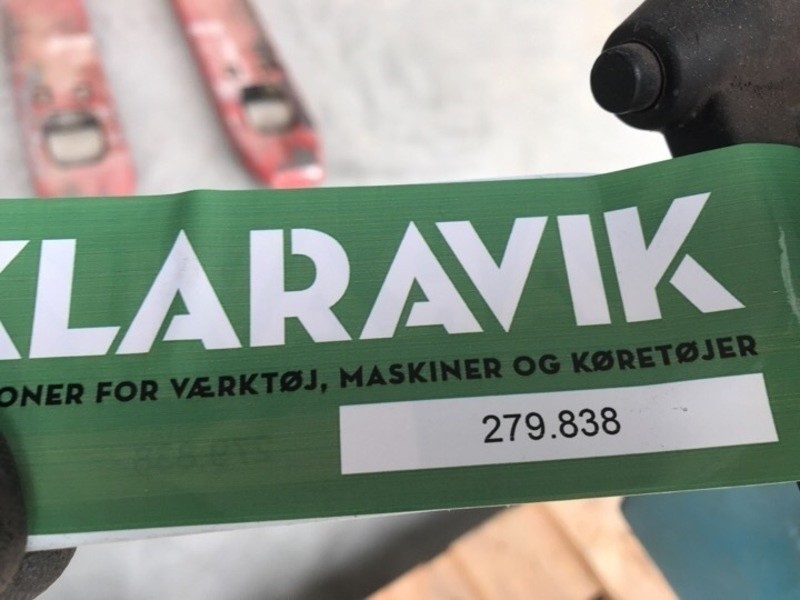 KLARAVIK
ONER FOR VÆRKTØJ, MASKINER OG KØRETØJER
279.838